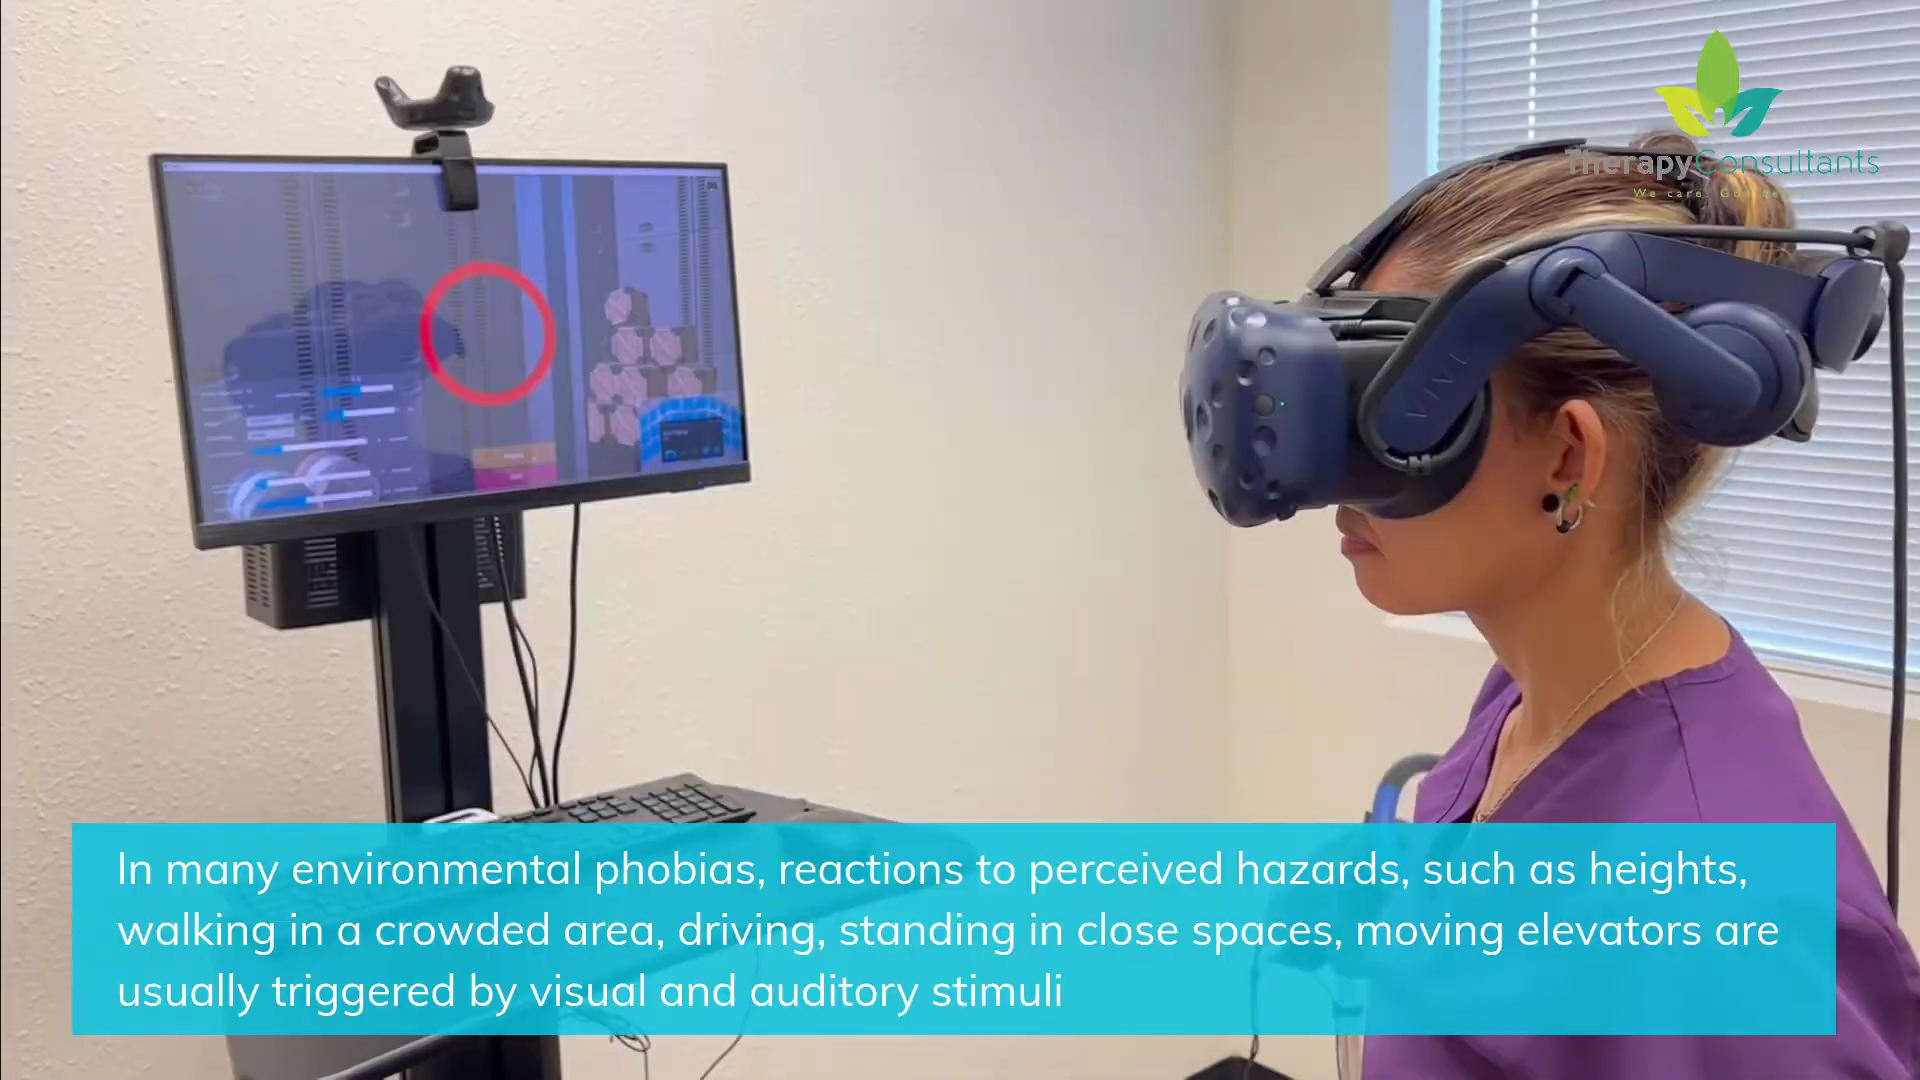 TherapyConsultants
VIVE
In many environmental phobias, reactions to perceived hazards, such as heights,
walking in a crowded area, driving, standing in close spaces, moving elevators are
usually triggered by visual and auditory stimuli